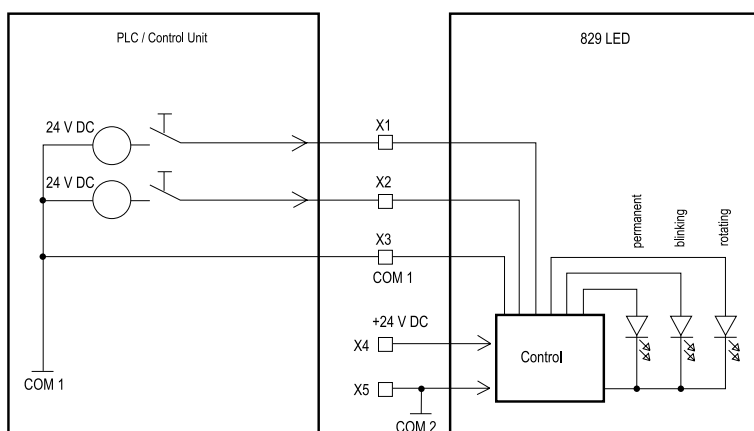 PLC / Control Unit
829 LED
24 V DC
X1
24 V DC
X2
X3
COM 1
permanent
blinking
rotating
+24 V DC
X4
Control
COM 1
X5
COM 2